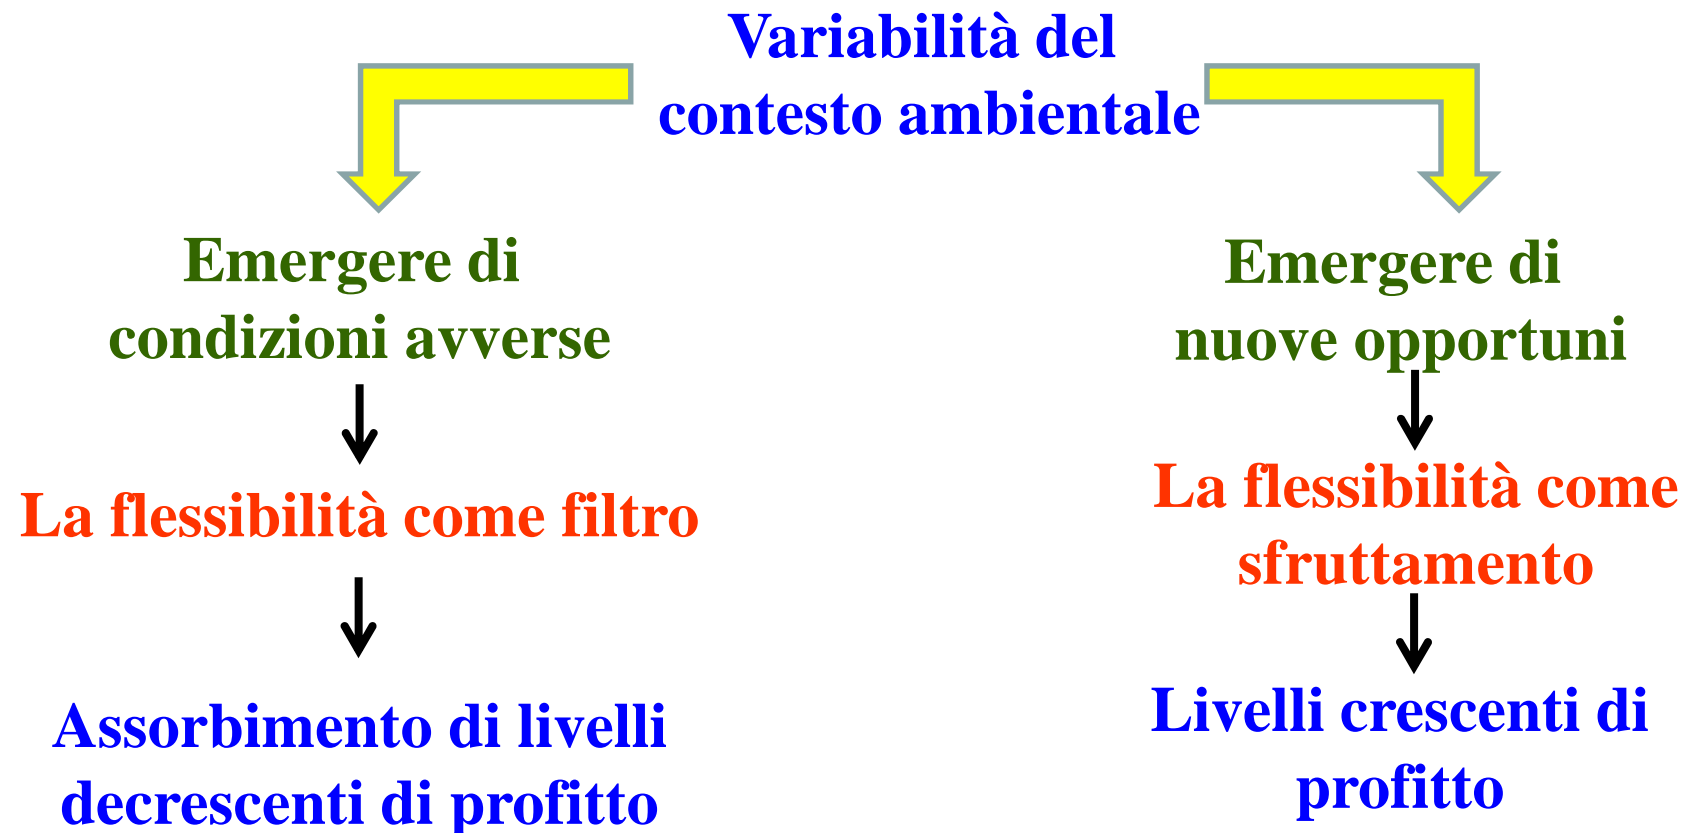 Variabilità del
contesto ambientale
Emergere di
condizioni avverse
La flessibilità come filtro
Assorbimento di livelli
decrescenti di profitto
Emergere di
nuove opportuni
La flessibilità come
sfruttamento
Livelli crescenti di
profitto